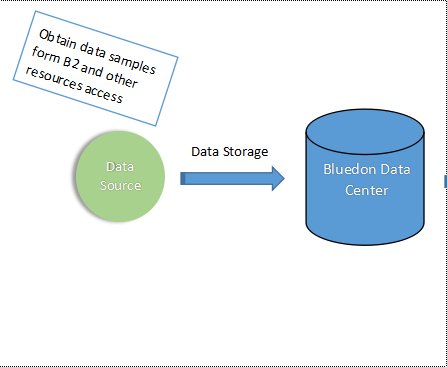 Obtain data samples
form B2 and other
resources access
Data Storage
Data
Source
Bluedon Data
Center